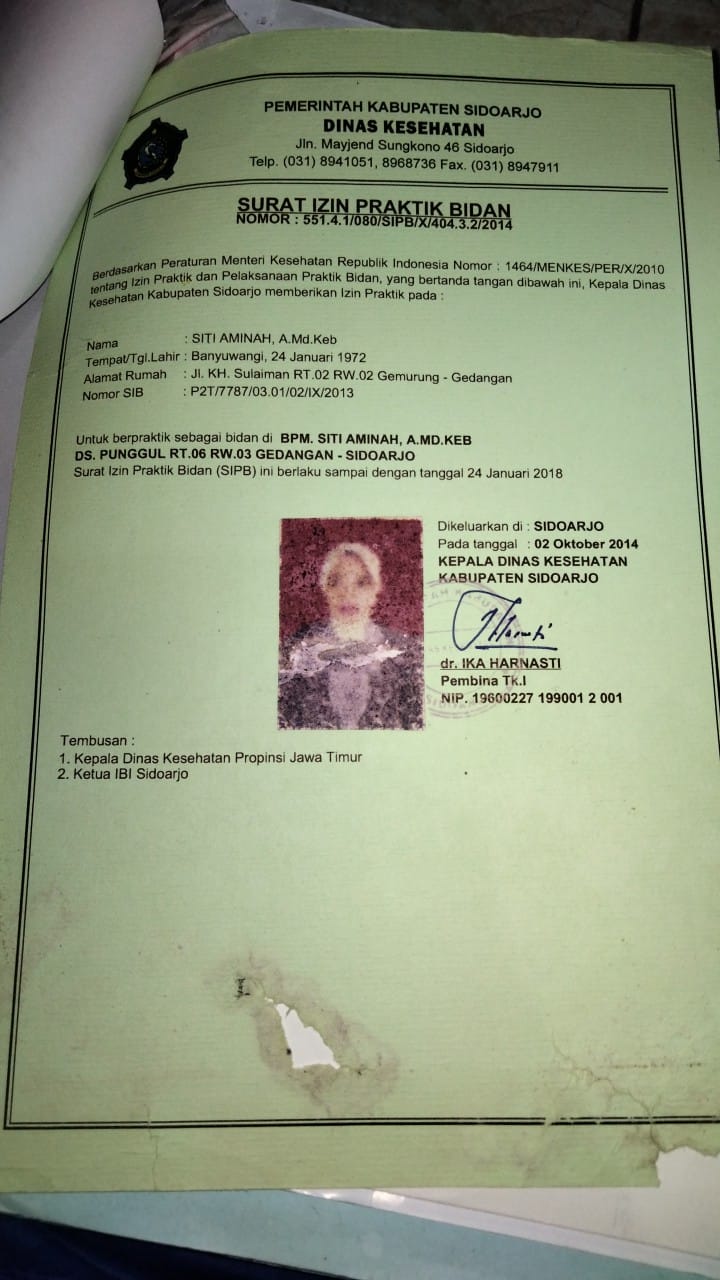 PEMERINTAH KABUPATEN SIDOARJO
DINAS KESEHATAN
Jln. Mayjend Sungkono 46 Sidoarjo
Telp. (031) 8941051, 8968736 Fax. (031) 8947911
SURAT IZIN PRAKTIK BIDAN
NOMOR : 551.4.1/080/SIPB/X/404.3.2/2014
Berdasarkan Peraturan Menteri Kesehatan Republik Indonesia Nomor : 1464/MENKES/PER/X/2010
tentang Izin Praktik dan Pelaksanaan Praktik Bidan, yang bertanda tangan dibawah ini, Kepala Dinas
Kesehatan Kabupaten Sidoarjo memberikan Izin Praktik pada :
Nama : SITI AMINAH, A.Md.Keb
Tempat/Tgl.Lahir : Banyuwangi, 24 Januari 1972
Alamat Rumah : Jl. KH. Sulaiman RT.02 RW.02 Gemurung - Gedangan
Nomor SIB : P2T/7787/03.01/02/IX/2013
Untuk berpraktik sebagai bidan di BPM. SITI AMINAH, A.MD.KEB
DS. PUNGGUL RT.06 RW.03 GEDANGAN - SIDOARJO
Surat Izin Praktik Bidan (SIPB) ini berlaku sampai dengan tanggal 24 Januari 2018
Dikeluarkan di : SIDOARJO
Pada tanggal : 02 Oktober 2014
KEPALA DINAS KESEHATAN
KABUPATEN SIDOARJO
dr. IKA HARNASTI
Pembina Tk.I
NIP. 19600227 199001 2 001
Tembusan :
1. Kepala Dinas Kesehatan Propinsi Jawa Timur
2. Ketua IBI Sidoarjo